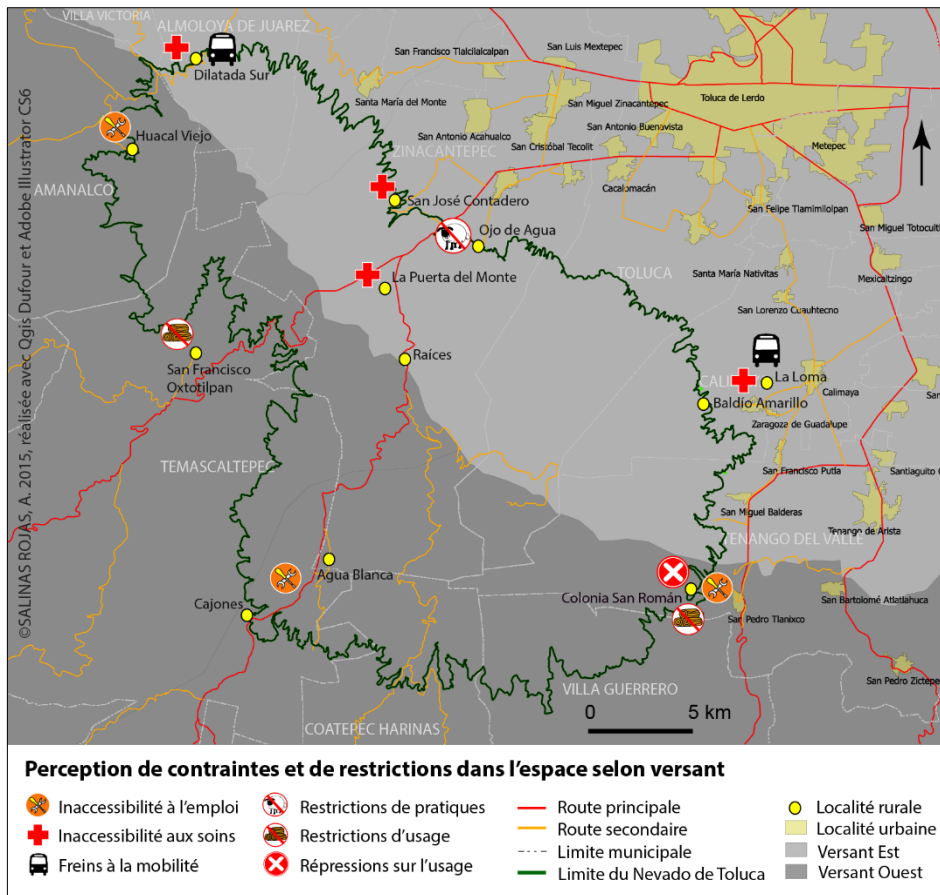 VILLA VICTORIA
ALMOLOYA DE JUAREZ
Dilatada Sur
Huacal Viejo
AMANALCO
San Francisco Tlalcilalcalpan
San Luis Mextepec
Santa María del Monte
San Miguel Zinacantepec
Toluca de Lerdo
San Antonio Acahualco
San Antonio Buenavista
ZINACANTEPEC
San Cristóbal Tecolit
Metepec
Cacalomacán
San José Contadero
San Felipe Tlamimilolpan
Ojo de Agua
San Miguel Totocuitl
TOLUCA
Santa María Nativitas
Mexicaltzingo
La Puerta del Monte
San Lorenzo Cuauhtecno
San Francisco
Oxtotilpan
Raíces
CALI
La Loma
Calimaya
San
Baldío Amarillo
Zaragoza de Guadalupe
TEMASCALTEPEC
San Francisco Putla
Santiaguito
San Miguel Balderas
Tenango de Arista
TENANGO DEL VALLE
Agua Blanca
Cajones
Colonia San Román
San Bartolomé Atlatlahuca
San Pedro Tlanixco
San Pedro Zictepec
VILLA GUERRERO
COATEPEC HARINAS
0 5 km
©SALINAS ROJAS, A. 2015, réalisée avec Qgis Dufour et Adobe Illustrator CS6
Perception de contraintes et de restrictions dans l'espace selon versant
Inaccessibilité à l'emploi
Inaccessibilité aux soins
Freins à la mobilité
Restrictions de pratiques
Restrictions d'usage
Répressions sur l'usage
Route principale
Route secondaire
Limite municipale
Limite du Nevado de Toluca
Localité rurale
Localité urbaine
Versant Est
Versant Ouest